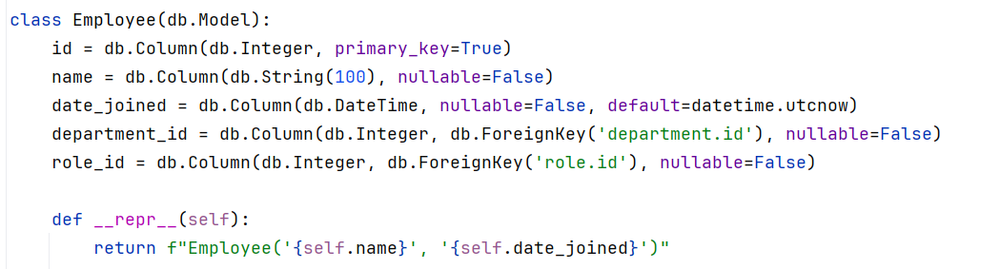 class Employee(db.Model):
    id = db.Column(db.Integer, primary_key=True)
    name = db.Column(db.String(100), nullable=False)
    date_joined = db.Column(db.DateTime, nullable=False, default=datetime.utcnow)
    department_id = db.Column(db.Integer, db.ForeignKey('department.id'), nullable=False)
    role_id = db.Column(db.Integer, db.ForeignKey('role.id'), nullable=False)

    def __repr__(self):
        return f"Employee('{self.name}', '{self.date_joined}')"